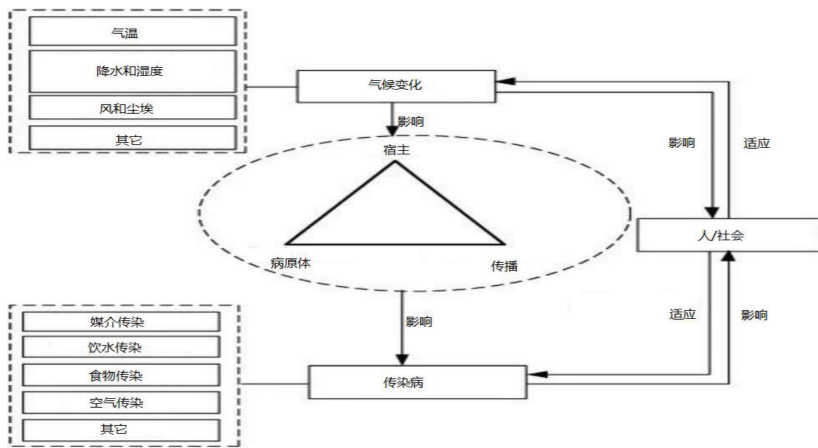 气温
降水和湿度
风和尘埃
其它
气候变化
影响
宿主
病原体
传播
影响
适应
人/社会
影响
适应
影响
媒介传染
饮水传染
食物传染
空气传染
其它
传染病